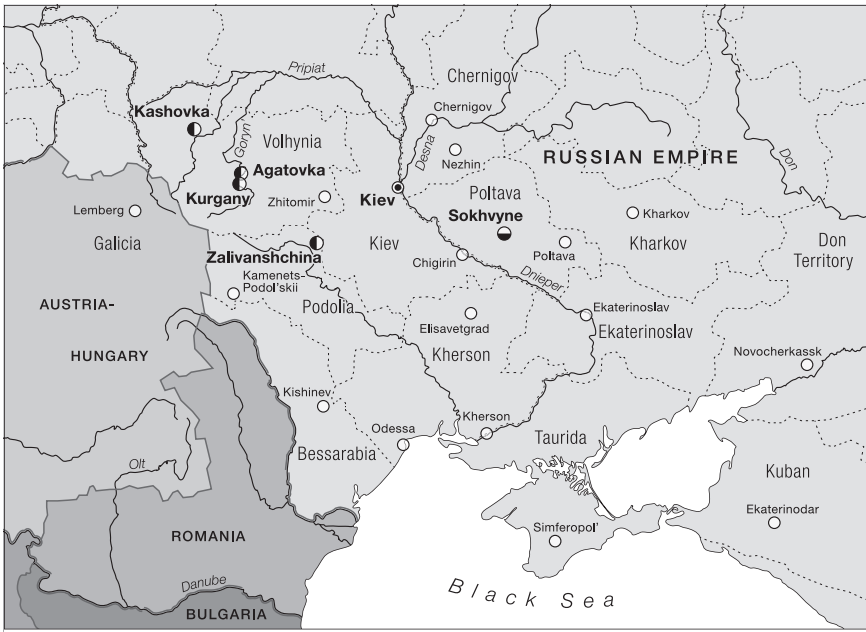 Pripiat
Chernigov
Chernigov
Kashovka
Goryn'
Volhynia
Desna
Nezhin
RUSSIAN EMPIRE
Don
Agatovka
Kurgany
Zhitomir
Kiev
Poltava
Sokhvyne
Kharkov
Lemberg
Galicia
Kiev
Poltava
Kharkov
Don
Territory
Zalivanshchina
Chigirin
Dnieper
Kamenets-
Podol'skii
Podolia
AUSTRIA-
HUNGARY
Elisavetgrad
Ekaterinoslav
Ekaterinoslav
Kherson
Novocherkassk
Kishinev
Odessa
Kherson
Bessarabia
Taurida
Olt
Kuban
Ekaterinodar
ROMANIA
Simferopol'
Danube
BULGARIA
Black Sea